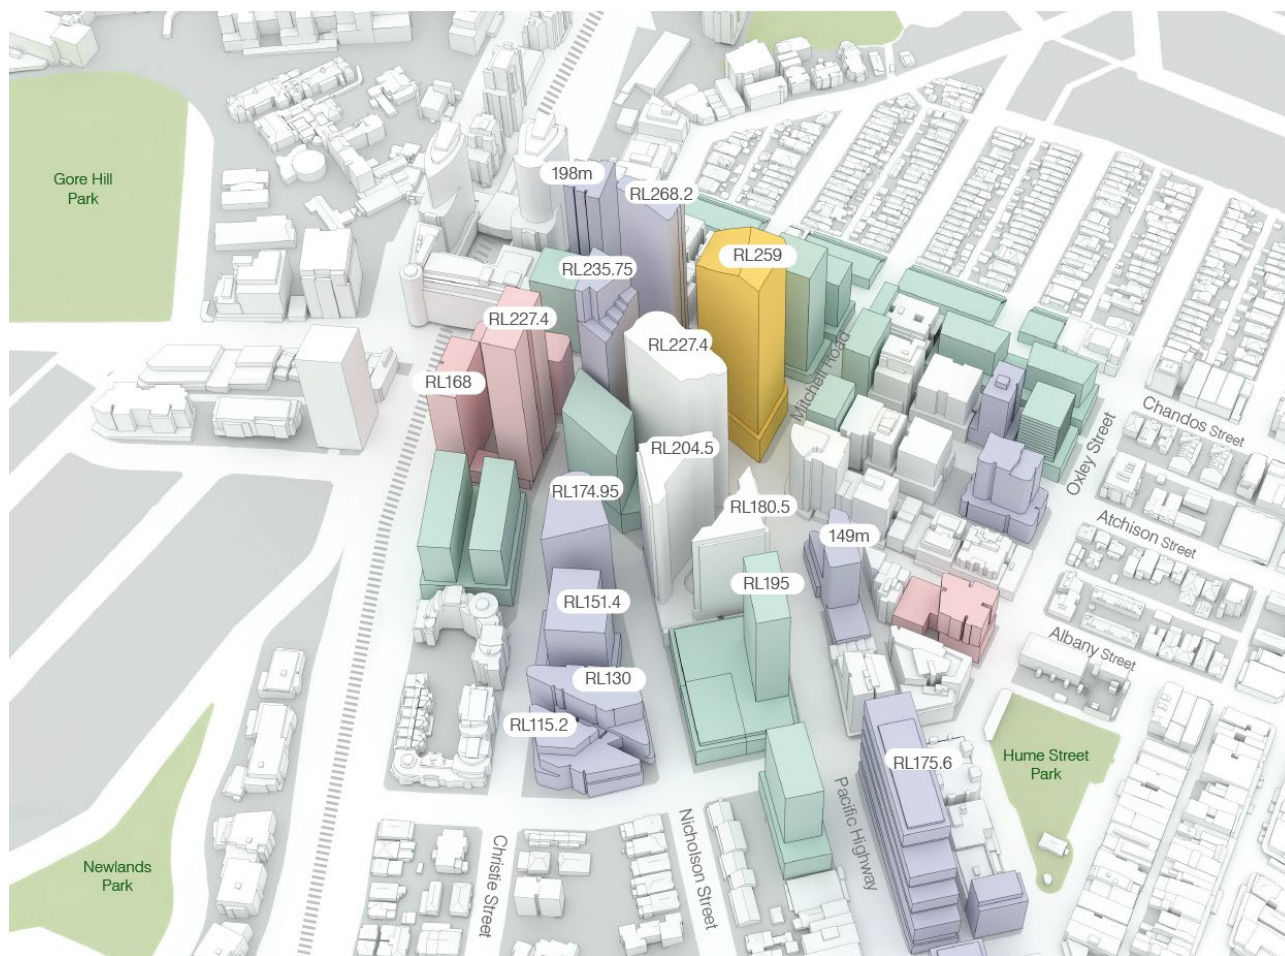 Gore Hill
Park
198m
RL268.2
RL259
RL235.75
RL227.4
RL227.4
RL168
Mitchell Road
RL204.5
RL174.95
RL180.5
149m
Chandos Street
Oxley Street
Atchison Street
RL195
RL151.4
Albany Street
RL130
RL115.2
RL175.6
Hume Street
Park
Pacific Highway
Newlands
Park
Christie Street
Nicholson Street